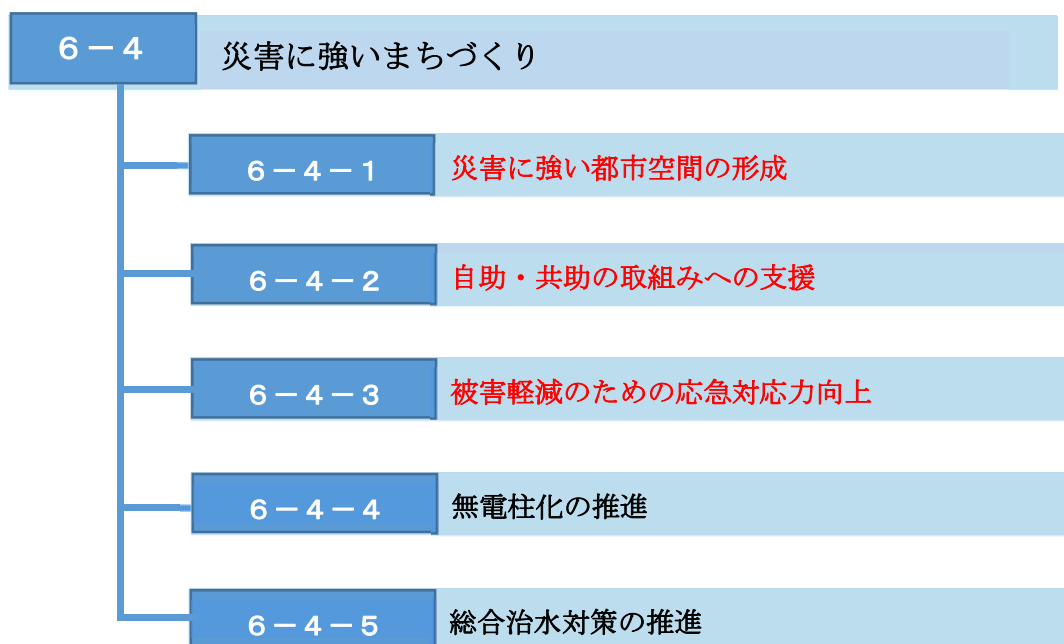 6－4
災害に強いまちづくり
6－4－1
災害に強い都市空間の形成
6－4－2
自助・共助の取組みへの支援
6－4－3
被害軽減のための応急対応力向上
6－4－4
無電柱化の推進
6－4－5
総合治水対策の推進